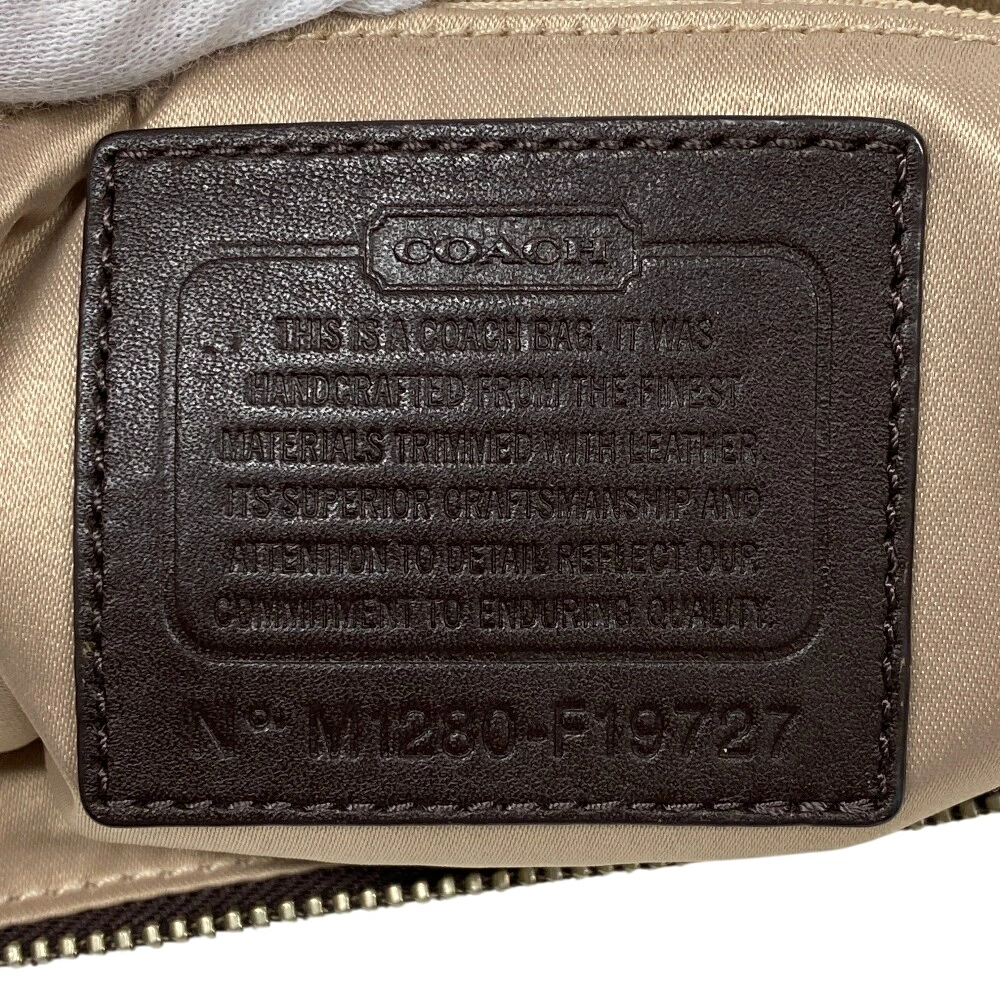 COACH
THIS IS A COACH BAG. IT WAS
HANDCRAFTED FROM THE FINEST
MATERIALS TRIMMED WITH LEATHER.
ITS SUPERIOR CRAFTSMANSHIP AND
ATTENTION TO DETAIL REFLECT OUR
COMMITMENT TO ENDURING QUALITY.
Nº M1280-F19727